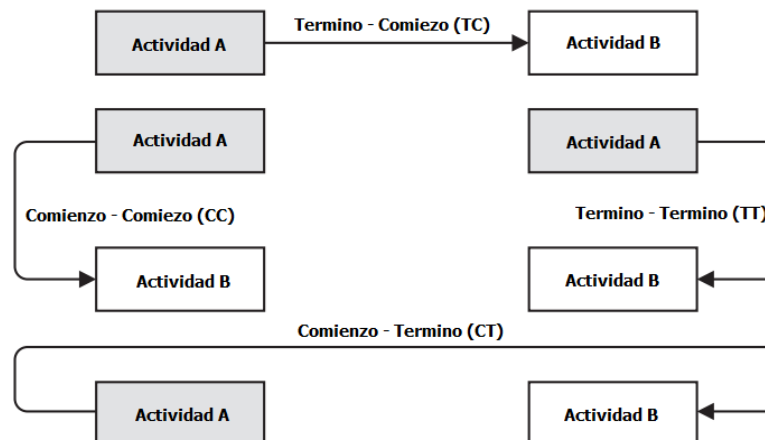 Termino - Comiezo (TC)
Actividad A
Actividad B
Actividad A
Actividad A
Comienzo - Comiezo (CC)
Termino - Termino (TT)
Actividad B
Actividad B
Comienzo - Termino (CT)
Actividad A
Actividad B